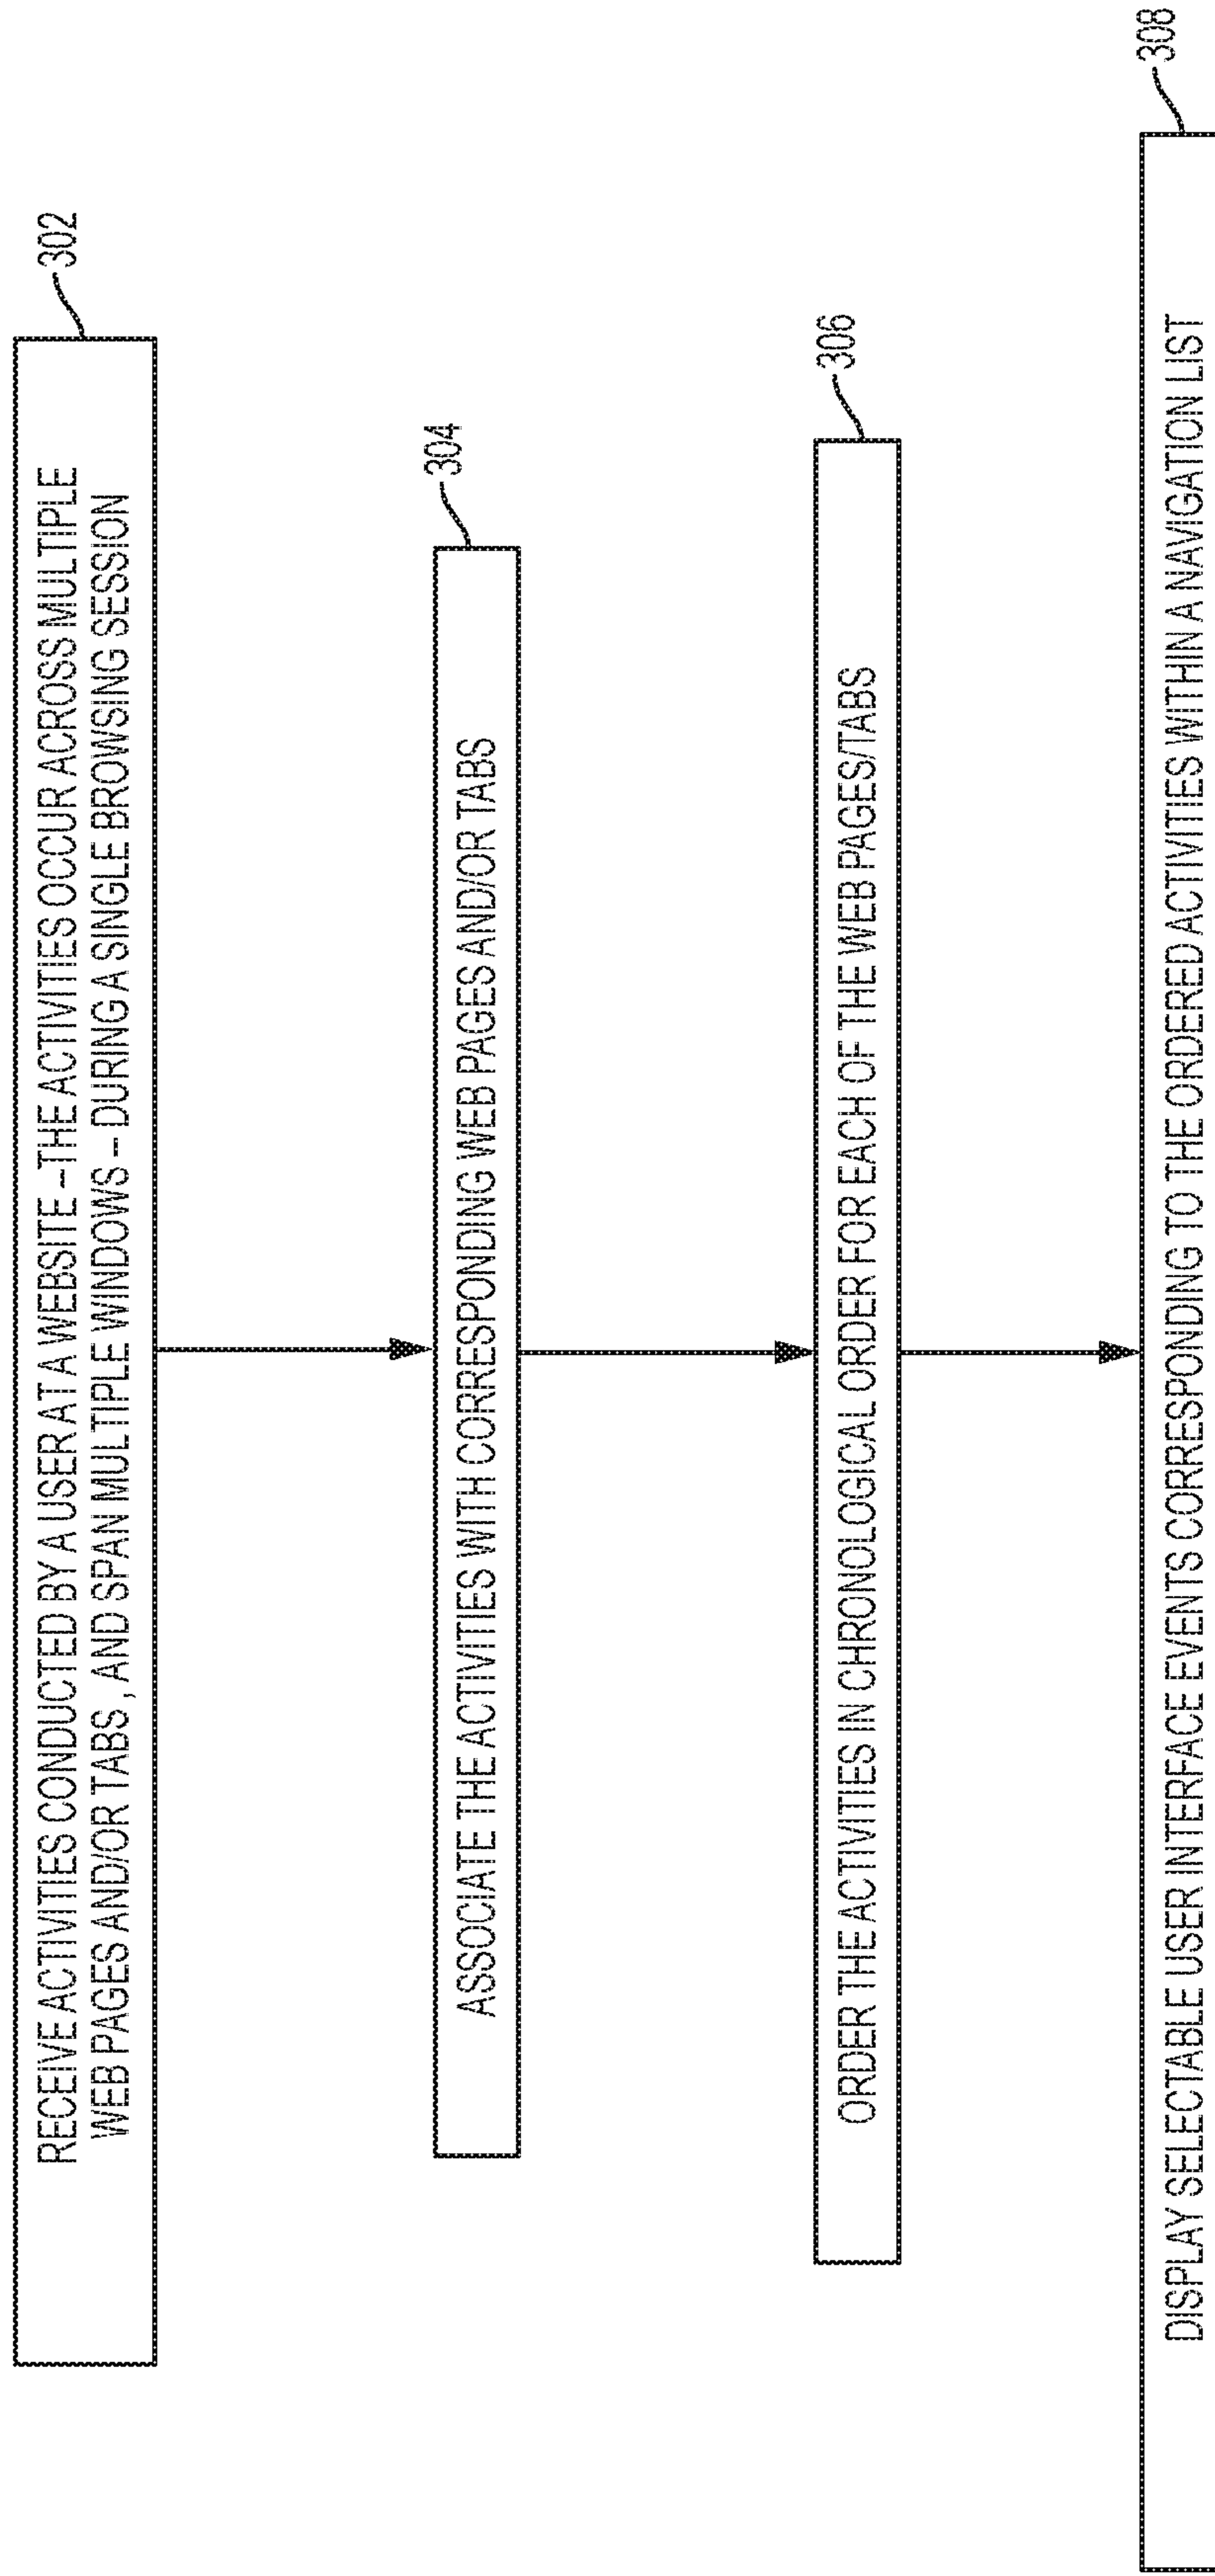 302
RECEIVE ACTIVITIES CONDUCTED BY A USER AT A WEBSITE --THE ACTIVITIES OCCUR ACROSS MULTIPLE
WEB PAGES AND/OR TABS , AND SPAN MULTIPLE WINDOWS -- DURING A SINGLE BROWSING SESSION
304
ASSOCIATE THE ACTIVITIES WITH CORRESPONDING WEB PAGES AND/OR TABS
306
ORDER THE ACTIVITIES IN CHRONOLOGICAL ORDER FOR EACH OF THE WEB PAGES/TABS
308
DISPLAY SELECTABLE USER INTERFACE EVENTS CORRESPONDING TO THE ORDERED ACTIVITIES WITHIN A NAVIGATION LIST